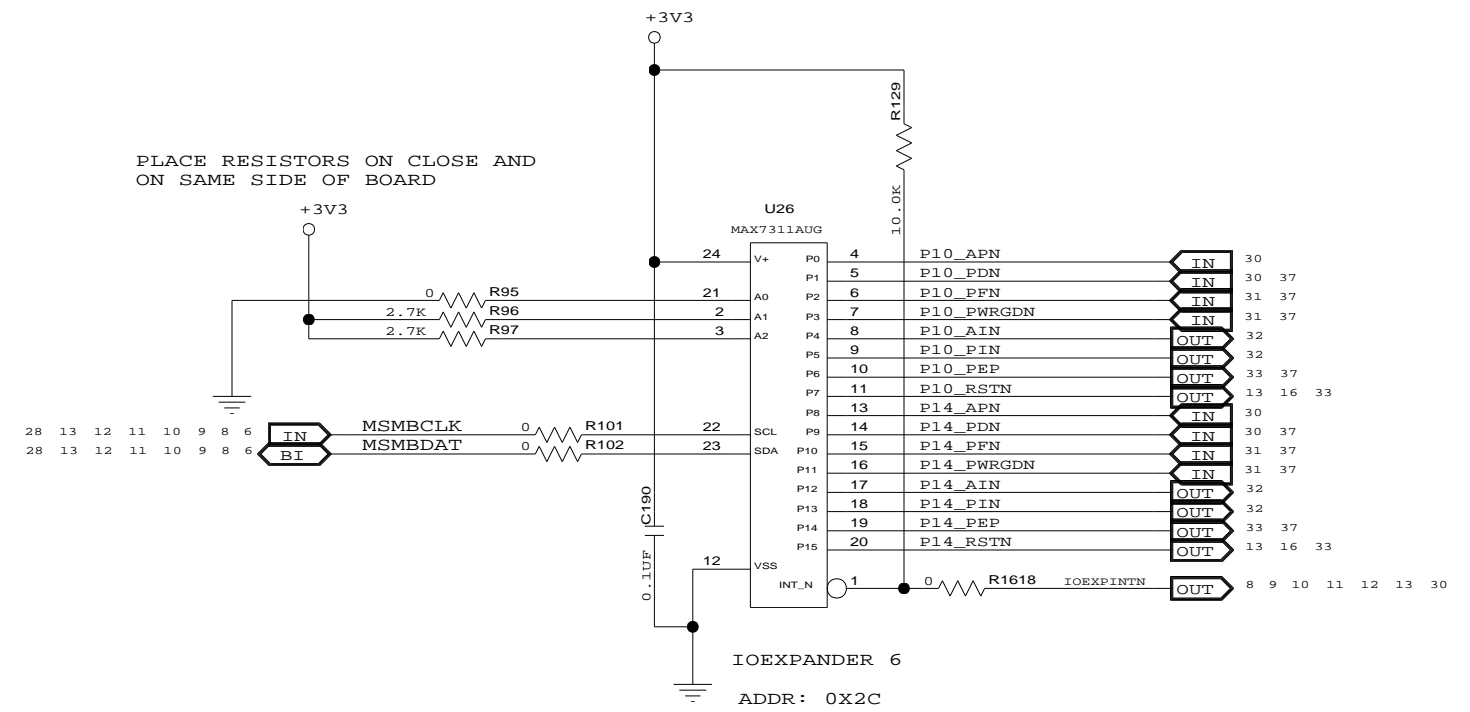 +3V3
R129
10.0K
PLACE RESISTORS ON CLOSE AND
ON SAME SIDE OF BOARD
+3V3
U26
MAX7311AUG
24 V+ P0 4 P10_APN IN 30
P1 5 P10_PDN IN 30 37
0 R95 21 A0 P2 6 P10_PFN IN 31 37
2.7K R96 2 A1 P3 7 P10_PWRGDN IN 31 37
2.7K R97 3 A2 P4 8 P10_AIN OUT 32
P5 9 P10_PIN OUT 32
P6 10 P10_PEP OUT 33 37
P7 11 P10_RSTN OUT 13 16 33
P8 13 P14_APN IN 30
28 13 12 11 10 9 8 6 IN MSMBCLK 0 R101 22 SCL P9 14 P14_PDN IN 30 37
28 13 12 11 10 9 8 6 BI MSMBDAT 0 R102 23 SDA P10 15 P14_PFN IN 31 37
P11 16 P14_PWRGDN IN 31 37
P12 17 P14_AIN OUT 32
P13 18 P14_PIN OUT 32
C190 P14 19 P14_PEP OUT 33 37
P15 20 P14_RSTN OUT 13 16 33
0.1UF 12 VSS
INT_N 1 0 R1618 IOEXPINTN OUT 8 9 10 11 12 13 30
IOEXPANDER 6
ADDR: 0X2C